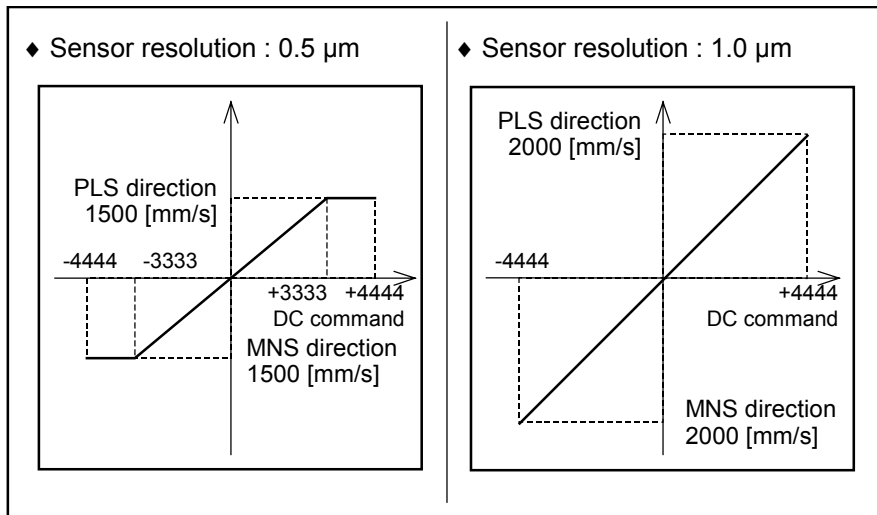 ♦ Sensor resolution : 0.5 µm
PLS direction
1500 [mm/s]
-4444 -3333
+3333 +4444
DC command
MNS direction
1500 [mm/s]
♦ Sensor resolution : 1.0 µm
PLS direction
2000 [mm/s]
-4444
+4444
DC command
MNS direction
2000 [mm/s]